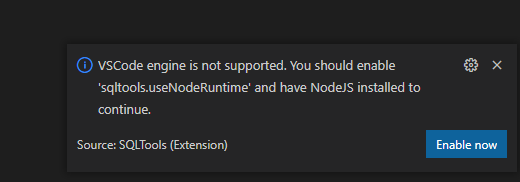 VSCode engine is not supported. You should enable
'sqltools.useNodeRuntime' and have NodeJS installed to
continue.
Source: SQLTools (Extension)
Enable now